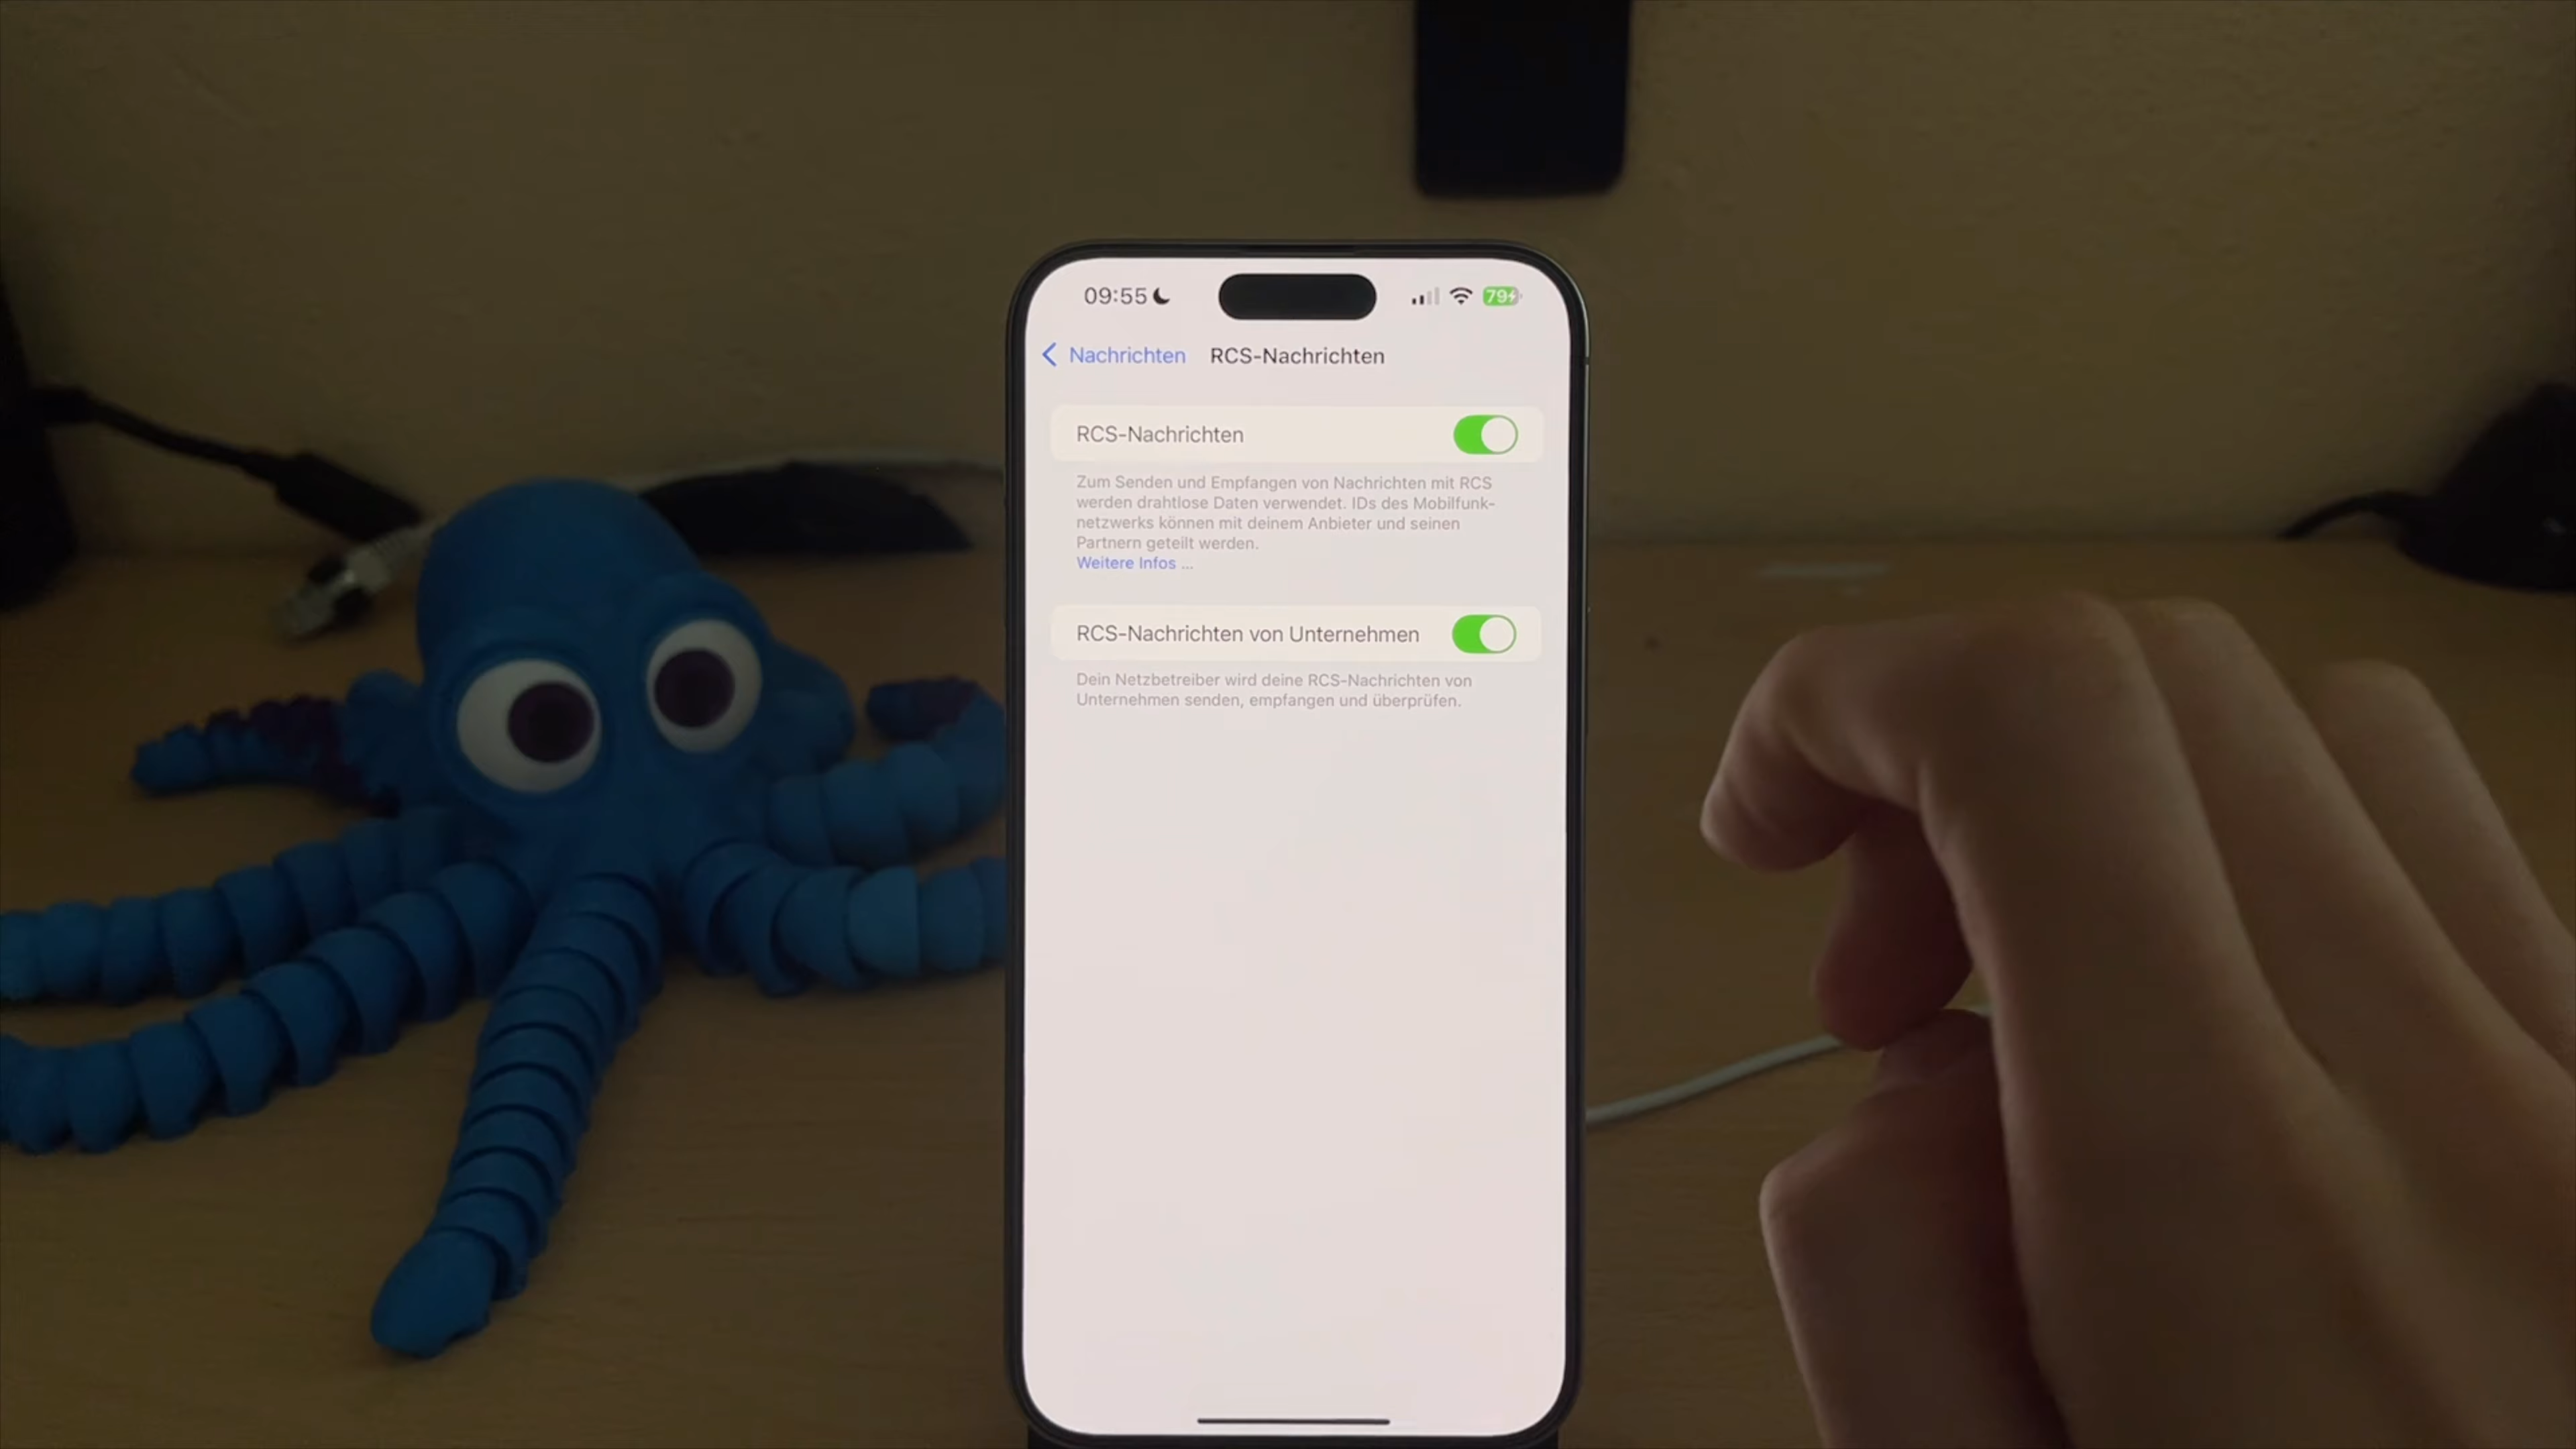 09:55
79
Nachrichten RCS-Nachrichten
RCS-Nachrichten
Zum Senden und Empfangen von Nachrichten mit RCS
werden drahtlose Daten verwendet. IDs des Mobilfunk-
netzwerks können mit deinem Anbieter und seinen
Partnern geteilt werden.
Weitere Infos ...
RCS-Nachrichten von Unternehmen
Dein Netzbetreiber wird deine RCS-Nachrichten von
Unternehmen senden, empfangen und überprüfen.